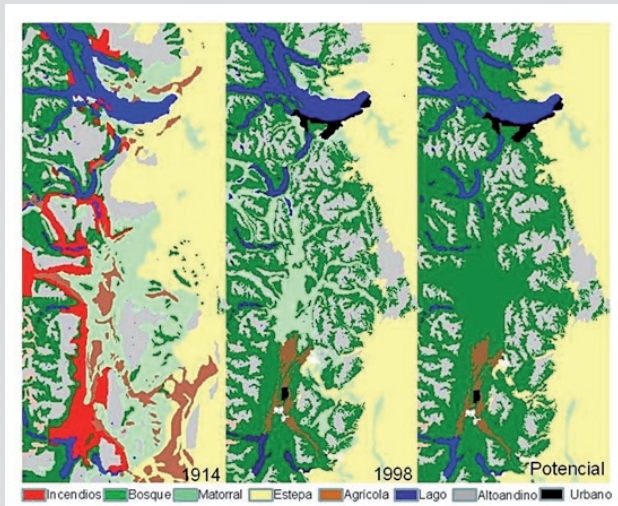 1914
1998
Potencial
Incendios Bosque Matorral Estepa Agrícola Lago Altoandino Urbano